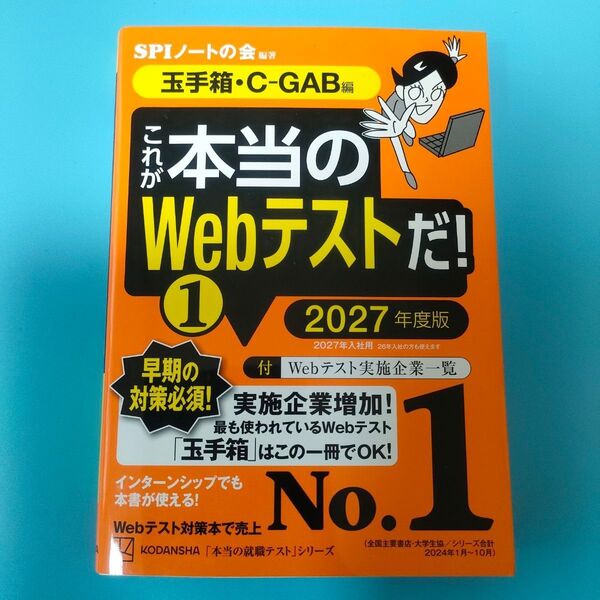 SPIノートの会 編著
玉手箱・C-GAB編
これが
本当の
Webテストだ!
1
2027年度版
2027年入社用 26年入社の方も使えます
付 Webテスト実施企業一覧
早期の
対策必須!
実施企業増加!
最も使われているWebテスト
「玉手箱」はこの一冊でOK!
インターンシップでも
本書が使える!
Webテスト対策本で売上
No.1
(全国主要書店・大学生協/シリーズ合計
2024年1月〜10月)
KODANSHA「本当の就職テスト」シリーズ